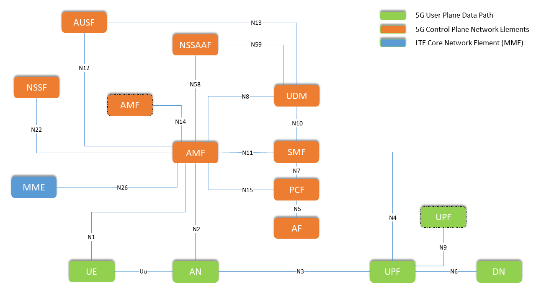 AUSF
N13
5G User Plane Data Path
5G Control Plane Network Elements
LTE Core Network Element (MME)
NSSAAF
N59
N12
N58
NSSF
AMF
N8
UDM
N14
N10
N22
AMF
N11
SMF
N7
MME
N26
N15
PCF
N5
N4
UPF
AF
N1
N2
N9
UE
Uu
AN
N3
UPF
N6
DN